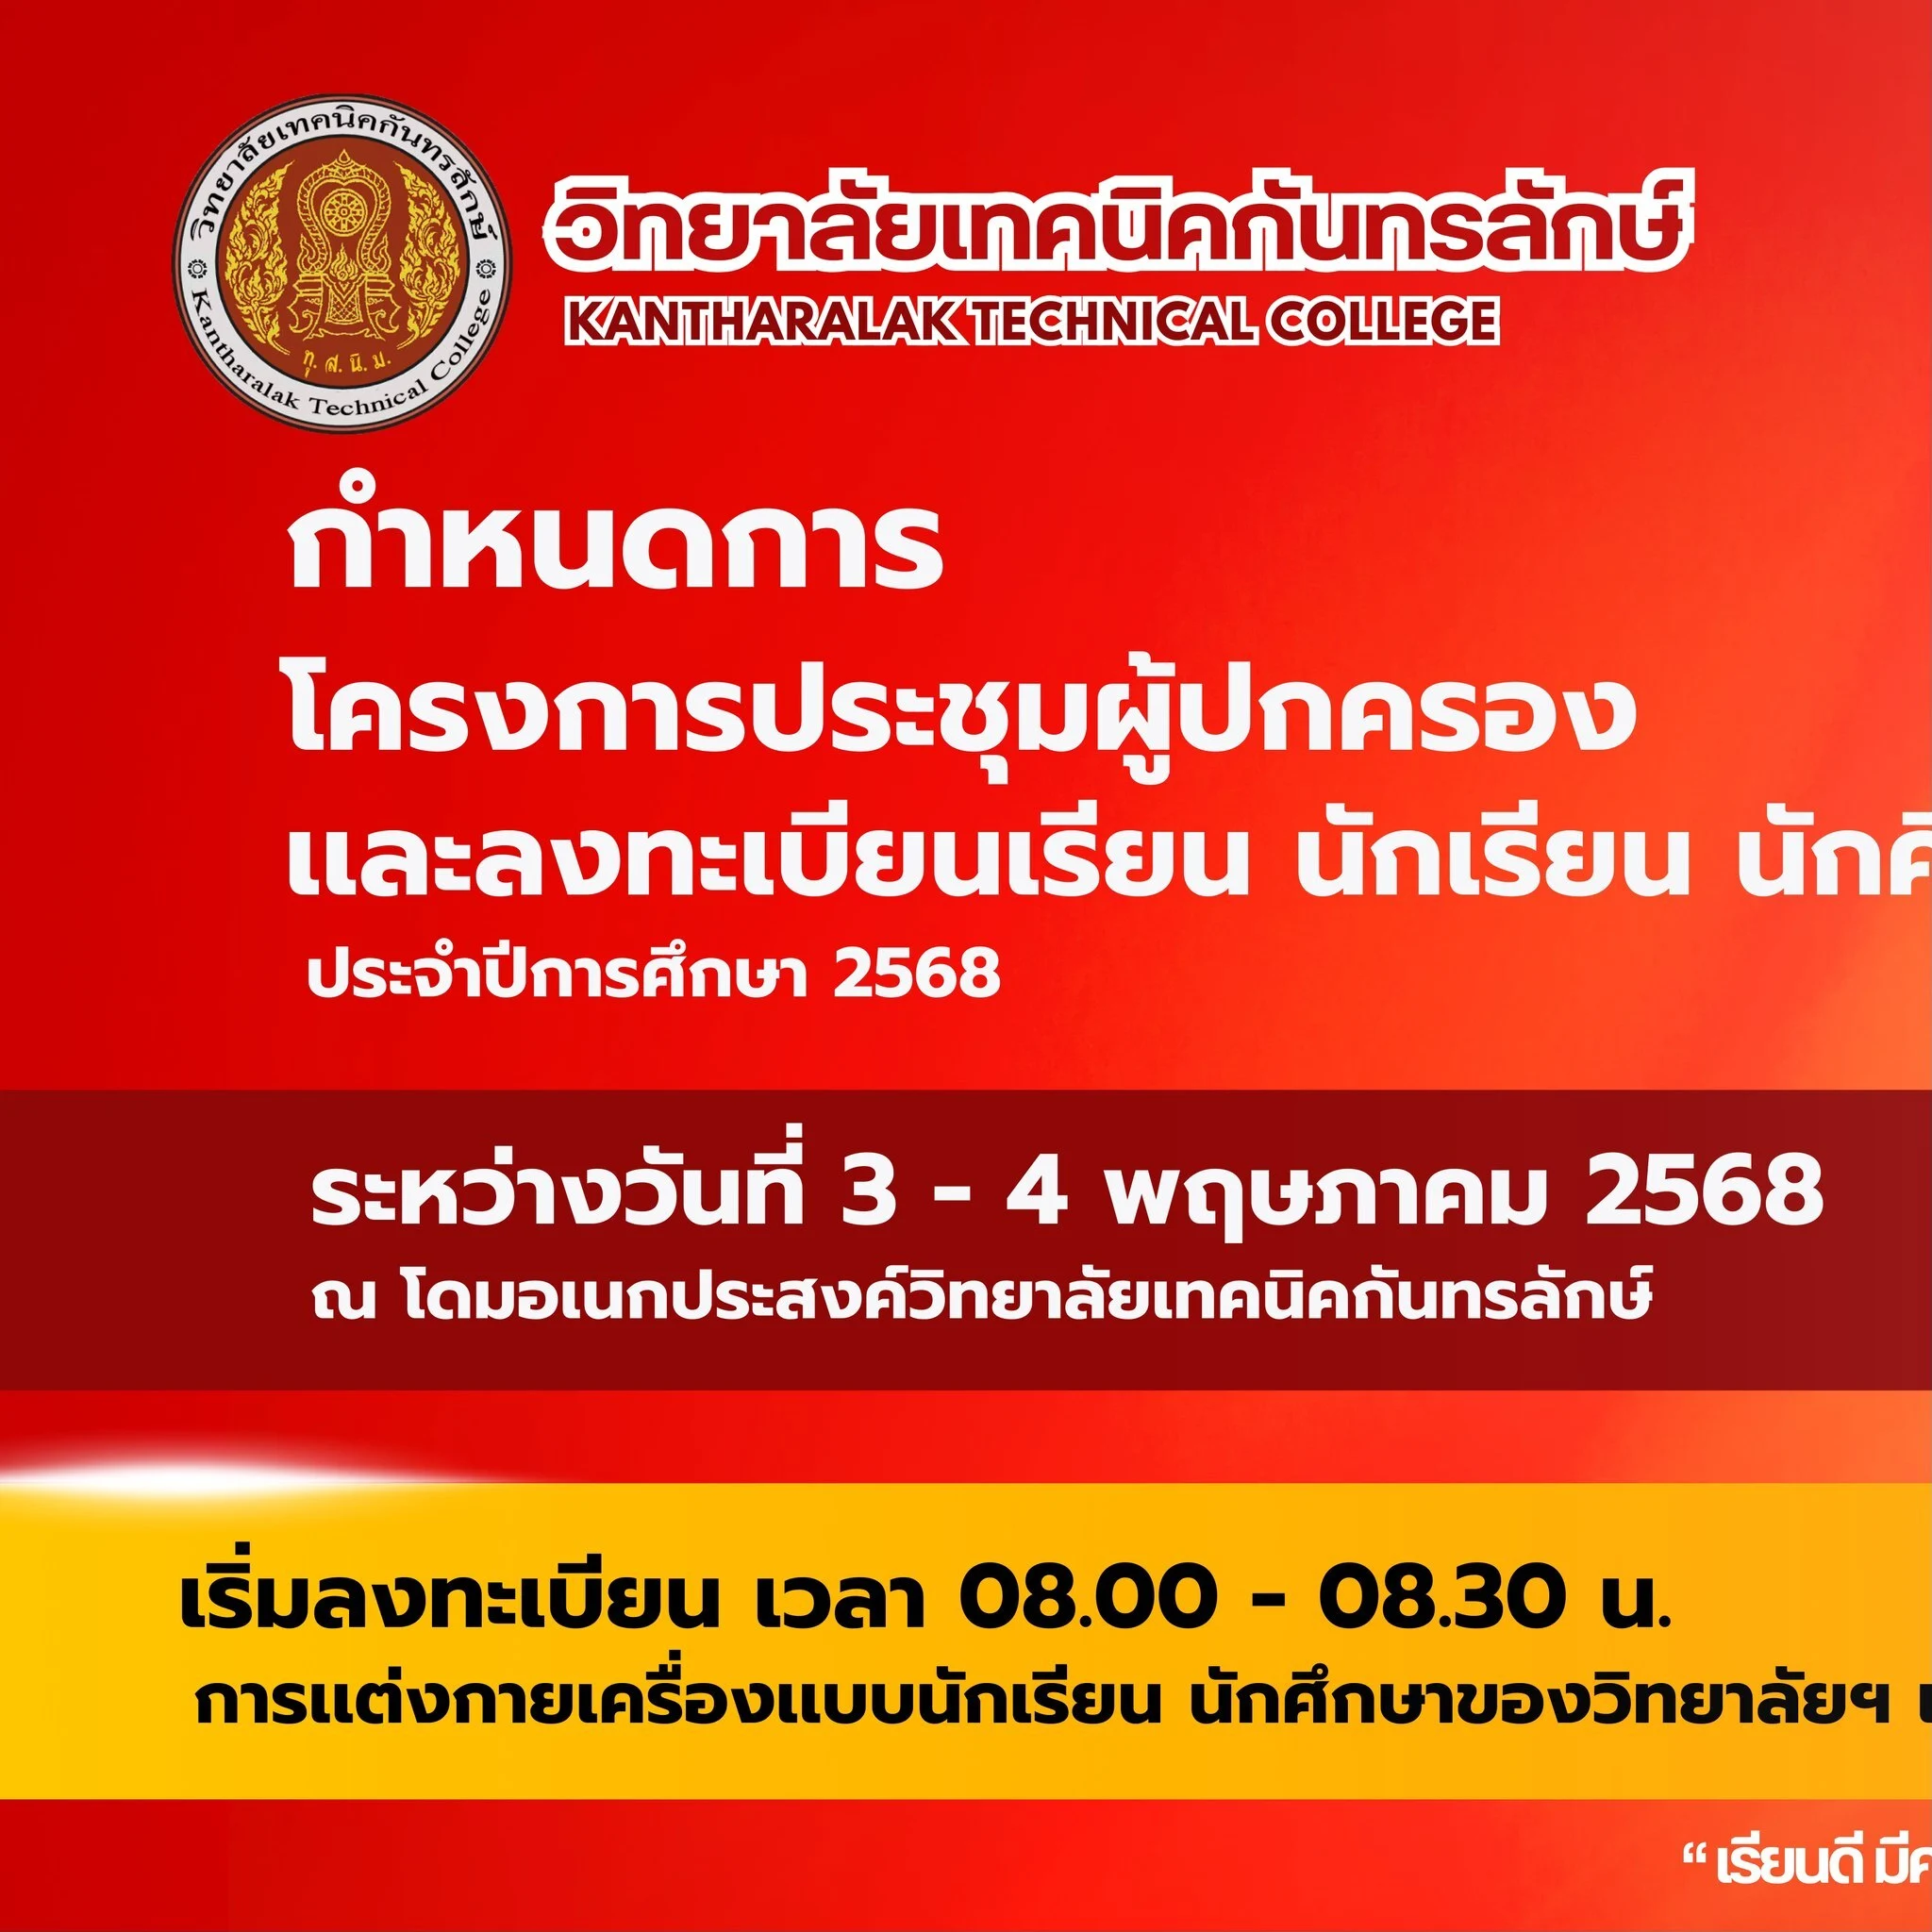 วิทยาลัยเทคนิคกันทรลักษ์
ทุ. ส. นิ. ม.
Kantharalak Technical College
วิทยาลัยเทคนิคกันทรลักษ์
KANTHARALAK TECHNICAL COLLEGE
กำหนดการ
โครงการประชุมผู้ปกครอง
และลงทะเบียนเรียน นักเรียน นักศึ
ประจำปีการศึกษา 2568
ระหว่างวันที่ 3 - 4 พฤษภาคม 2568
ณ โดมอเนกประสงค์วิทยาลัยเทคนิคกันทรลักษ์
เริ่มลงทะเบียน เวลา 08.00 - 08.30 น.
การแต่งกายเครื่องแบบนักเรียน นักศึกษาของวิทยาลัยฯ
“ เรียนดี มี